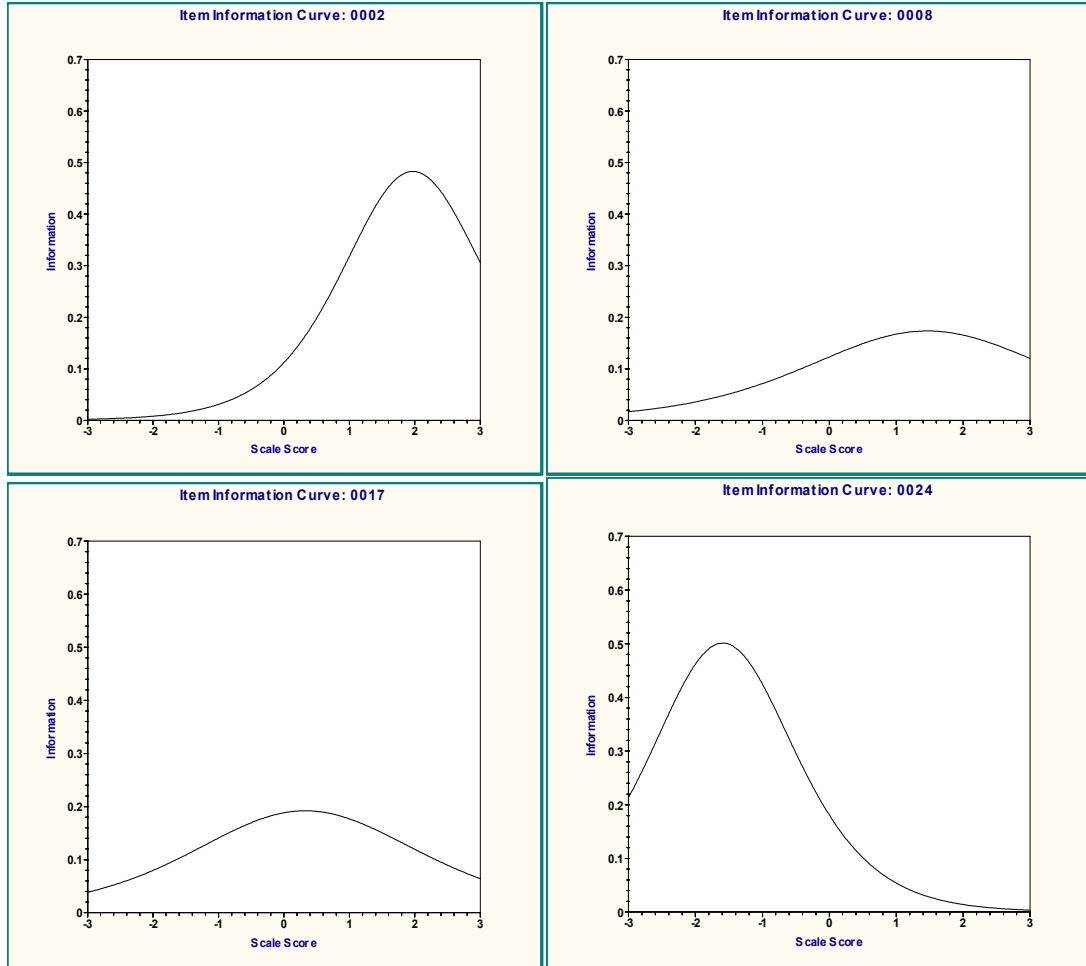 Item Information Curve: 0002
0.7
0.6
0.5
0.4
0.3
0.2
0.1
0
Information
-3 -2 -1 0 1 2 3
Scale Score
Item Information Curve: 0008
0.7
0.6
0.5
0.4
0.3
0.2
0.1
0
Information
-3 -2 -1 0 1 2 3
Scale Score
Item Information Curve: 0017
0.7
0.6
0.5
0.4
0.3
0.2
0.1
0
Information
-3 -2 -1 0 1 2 3
Scale Score
Item Information Curve: 0024
0.7
0.6
0.5
0.4
0.3
0.2
0.1
0
Information
-3 -2 -1 0 1 2 3
Scale Score